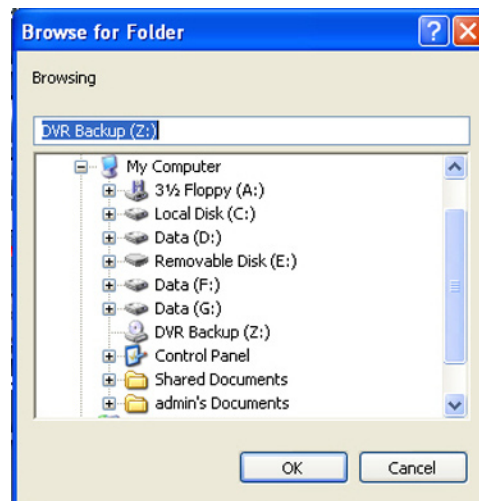 Browse for Folder
Browsing
DVR Backup (Z:)
My Computer
3½ Floppy (A:)
Local Disk (C:)
Data (D:)
Removable Disk (E:)
Data (F:)
Data (G:)
DVR Backup (Z:)
Control Panel
Shared Documents
admin's Documents
OK Cancel